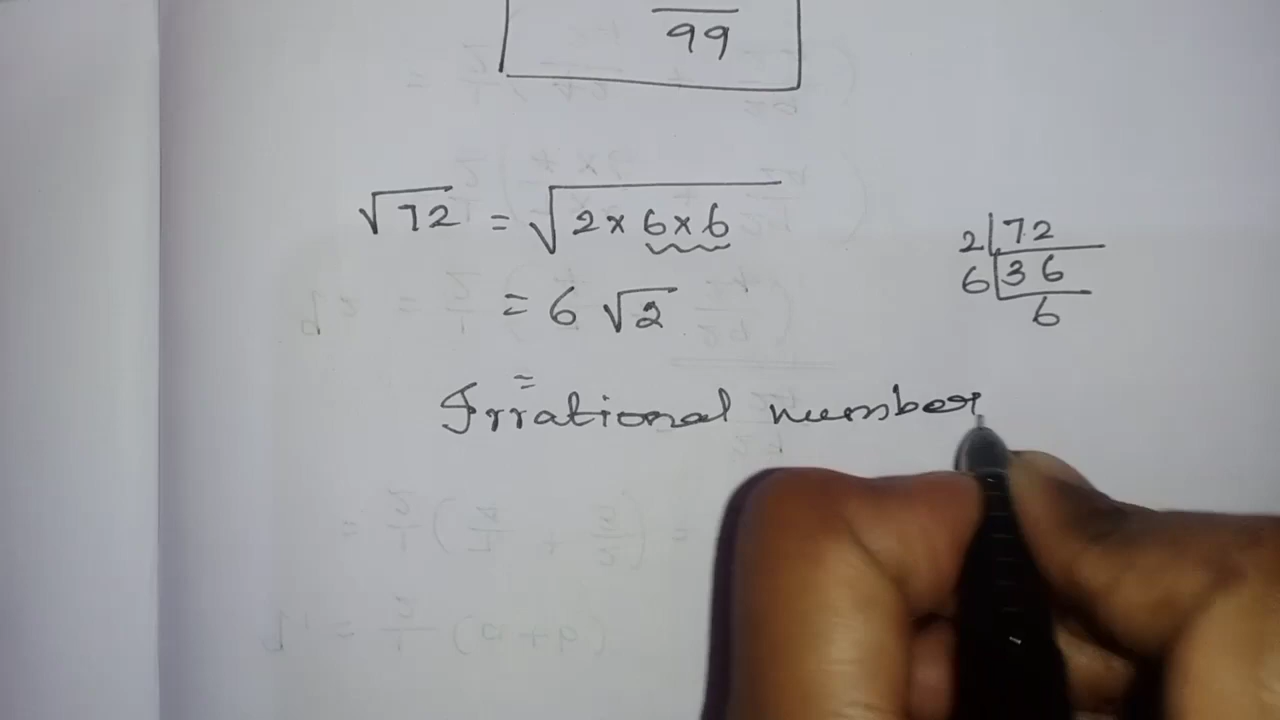 99
√72 = √2 × 6 × 6
= 6 √2
=
Irrational number
2 72
6 36
6